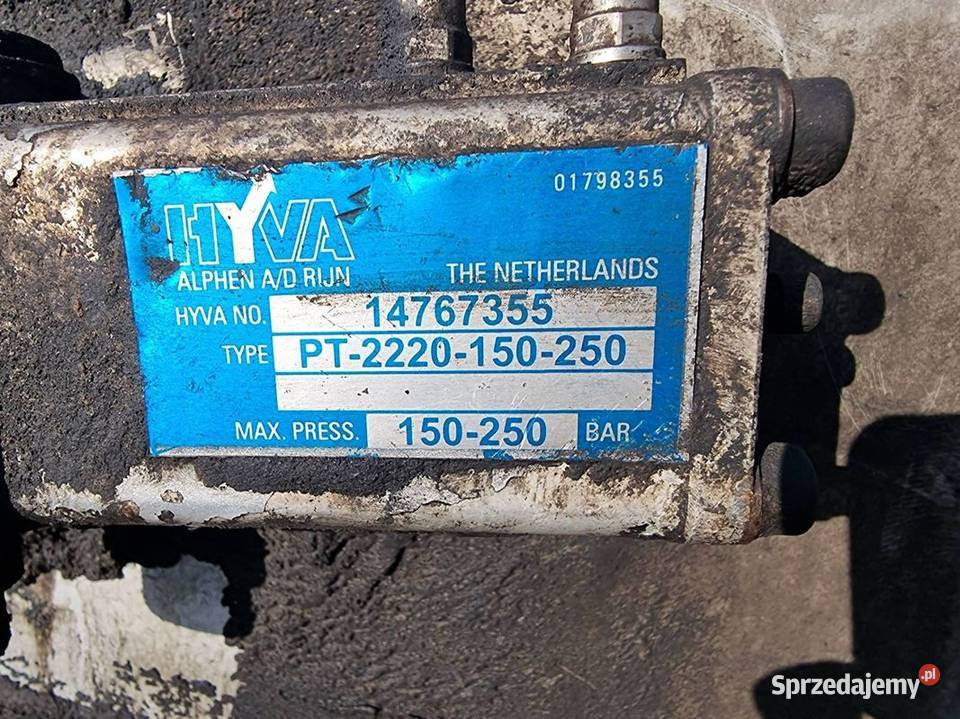 01798355
HYVA
ALPHEN A/D RIJN THE NETHERLANDS
HYVA NO. 14767355
TYPE PT-2220-150-250
MAX. PRESS. 150-250 BAR
Sprzedajemy.pl